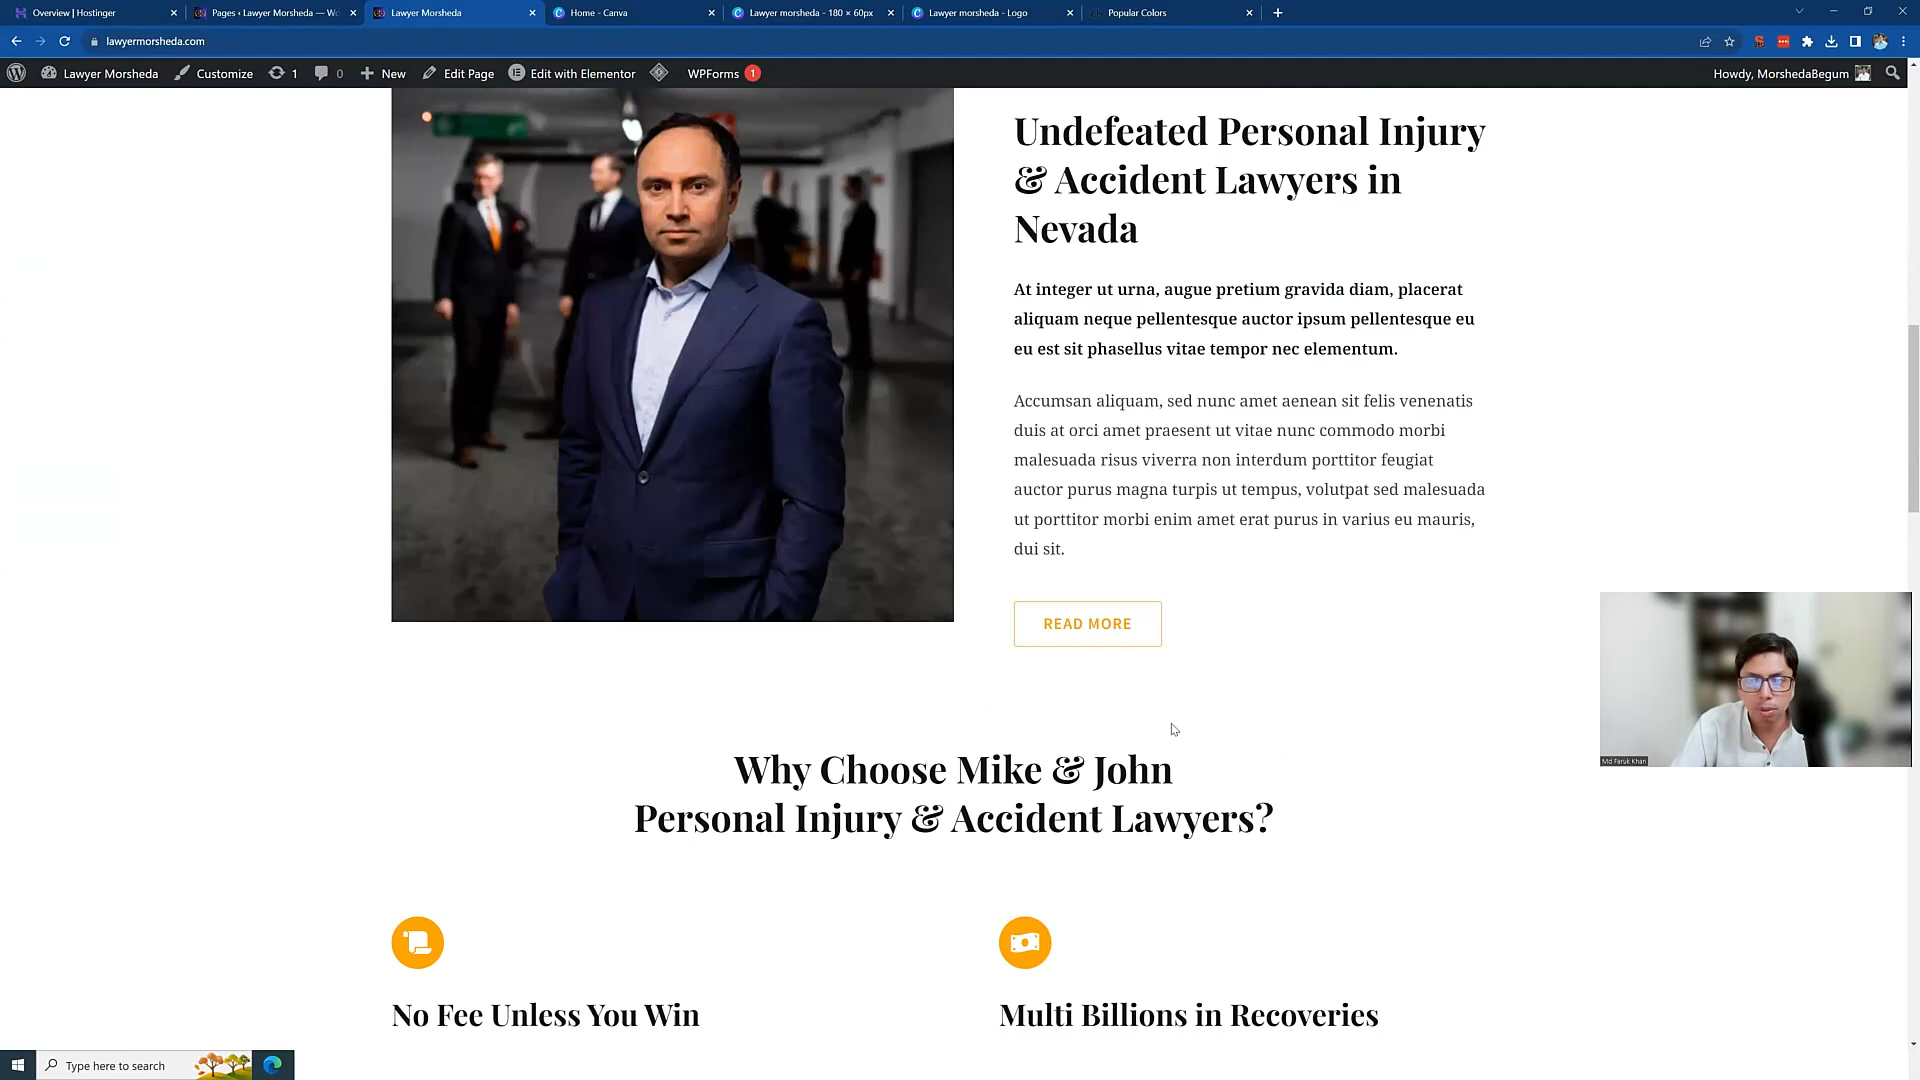 Overview | Hostinger
Pages ‹ Lawyer Morsheda — Wo
Lawyer Morsheda
Home - Canva
Lawyer morsheda - 180 × 60px
Lawyer morsheda - Logo
Popular Colors
lawyermorsheda.com
Lawyer Morsheda
Customize
1
0
New
Edit Page
Edit with Elementor
WPForms
1
Howdy, MorshedaBegum
Undefeated Personal Injury
& Accident Lawyers in
Nevada
At integer ut urna, augue pretium gravida diam, placerat
aliquam neque pellentesque auctor ipsum pellentesque eu
eu est sit phasellus vitae tempor nec elementum.
Accumsan aliquam, sed nunc amet aenean sit felis venenatis
duis at orci amet praesent ut vitae nunc commodo morbi
malesuada risus viverra non interdum porttitor feugiat
auctor purus magna turpis ut tempus, volutpat sed malesuada
ut porttitor morbi enim amet erat purus in varius eu mauris,
dui sit.
READ MORE
Md Faruk Khan
Why Choose Mike & John
Personal Injury & Accident Lawyers?
No Fee Unless You Win
Multi Billions in Recoveries
Type here to search